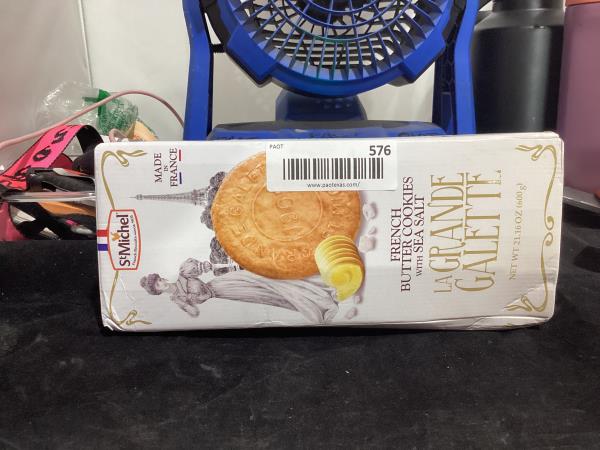 PAOT
576
www.paotexas.com/
MADE
IN
FRANCE
St Michel
FRENCH
BUTTER COOKIES
WITH SEA SALT
LA GRANDE
GALETTE
NET WT 21.16 OZ (600g)